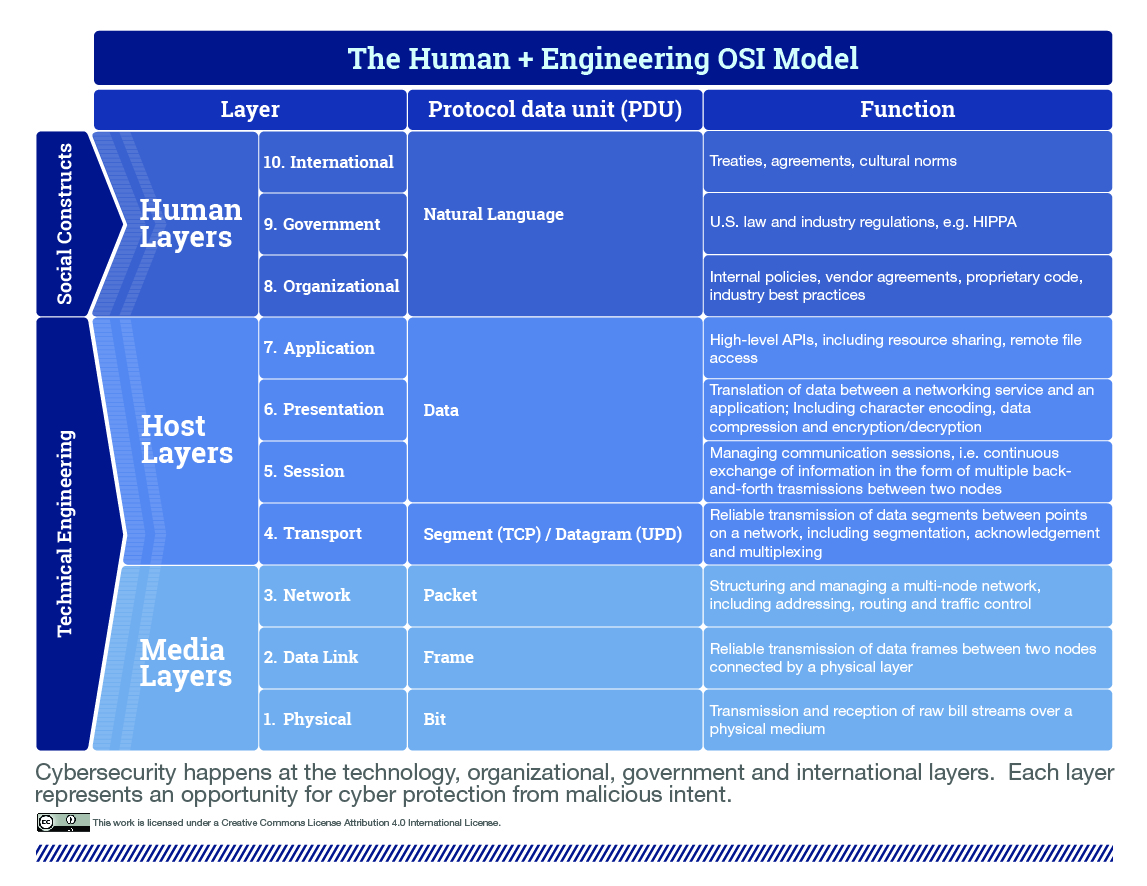 The Human + Engineering OSI Model
Layer
Protocol data unit (PDU)
Function
Social Constructs
Human
Layers
10. International
Natural Language
Treaties, agreements, cultural norms
9. Government
U.S. law and industry regulations, e.g. HIPPA
8. Organizational
Internal policies, vendor agreements, proprietary code,
industry best practices
Technical Engineering
Host
Layers
7. Application
Data
High-level APIs, including resource sharing, remote file
access
6. Presentation
Translation of data between a networking service and an
application; Including character encoding, data
compression and encryption/decryption
5. Session
Managing communication sessions, i.e. continuous
exchange of information in the form of multiple back-
and-forth trasmissions between two nodes
4. Transport
Segment (TCP) / Datagram (UPD)
Reliable transmission of data segments between points
on a network, including segmentation, acknowledgement
and multiplexing
Media
Layers
3. Network
Packet
Structuring and managing a multi-node network,
including addressing, routing and traffic control
2. Data Link
Frame
Reliable transmission of data frames between two nodes
connected by a physical layer
1. Physical
Bit
Transmission and reception of raw bill streams over a
physical medium
Cybersecurity happens at the technology, organizational, government and international layers. Each layer
represents an opportunity for cyber protection from malicious intent.
cc
This work is licensed under a Creative Commons License Attribution 4.0 International License.